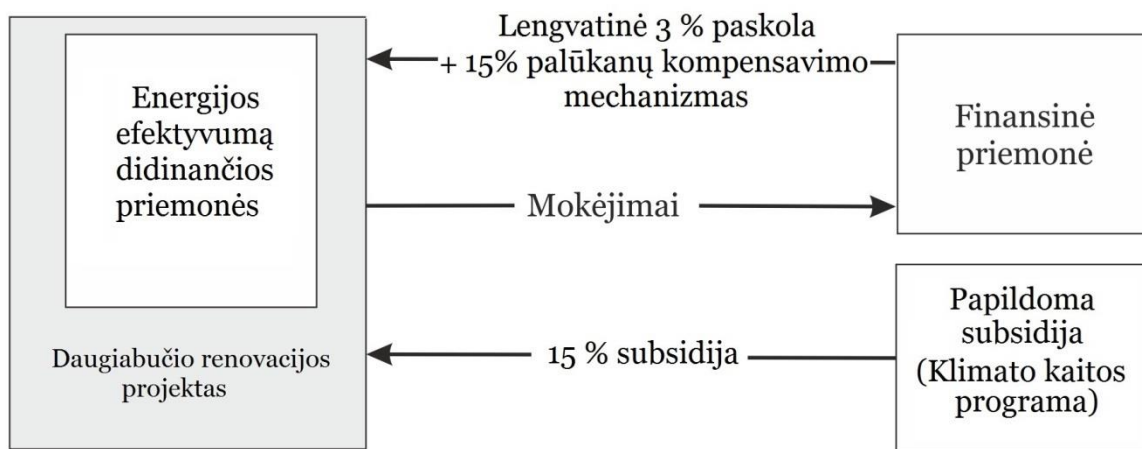 Energijos
efektyvumą
didinančios
priemonės
Daugiabučio renovacijos
projektas
Lengvatinė 3 % paskola
+ 15% palūkanų kompensavimo
mechanizmas
Mokėjimai
15 % subsidija
Finansinė
priemonė
Papildoma
subsidija
(Klimato kaitos
programa)